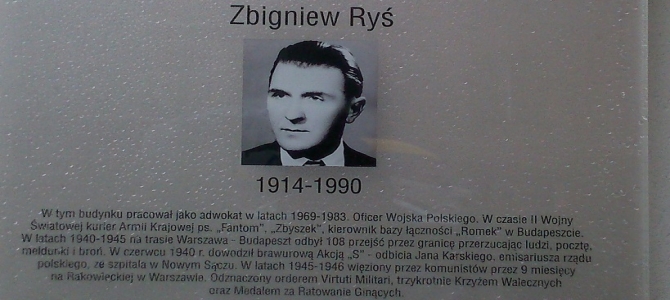 Zbigniew Ryś
1914-1990
W tym budynku pracował jako adwokat w latach 1969-1983. Oficer Wojska Polskiego. W czasie II Wojny
Światowej kurier Armii Krajowej ps. „Fantom”, „Zbyszek”, kierownik bazy łączności „Romek” w Budapeszcie.
W latach 1940-1945 na trasie Warszawa - Budapeszt odbył 108 przejść przez granicę przerzucając ludzi, pocztę,
meldunki i broń. W czerwcu 1940 r. dowodził brawurową Akcją „S” - odbicia Jana Karskiego, emisariusza rządu
polskiego, ze szpitala w Nowym Sączu. W latach 1945-1946 więziony przez komunistów przez 9 miesięcy
na Rakowieckiej w Warszawie. Odznaczony orderem Virtuti Militari, trzykrotnie Krzyżem Walecznych
oraz Medalem za Ratowanie Ginących.